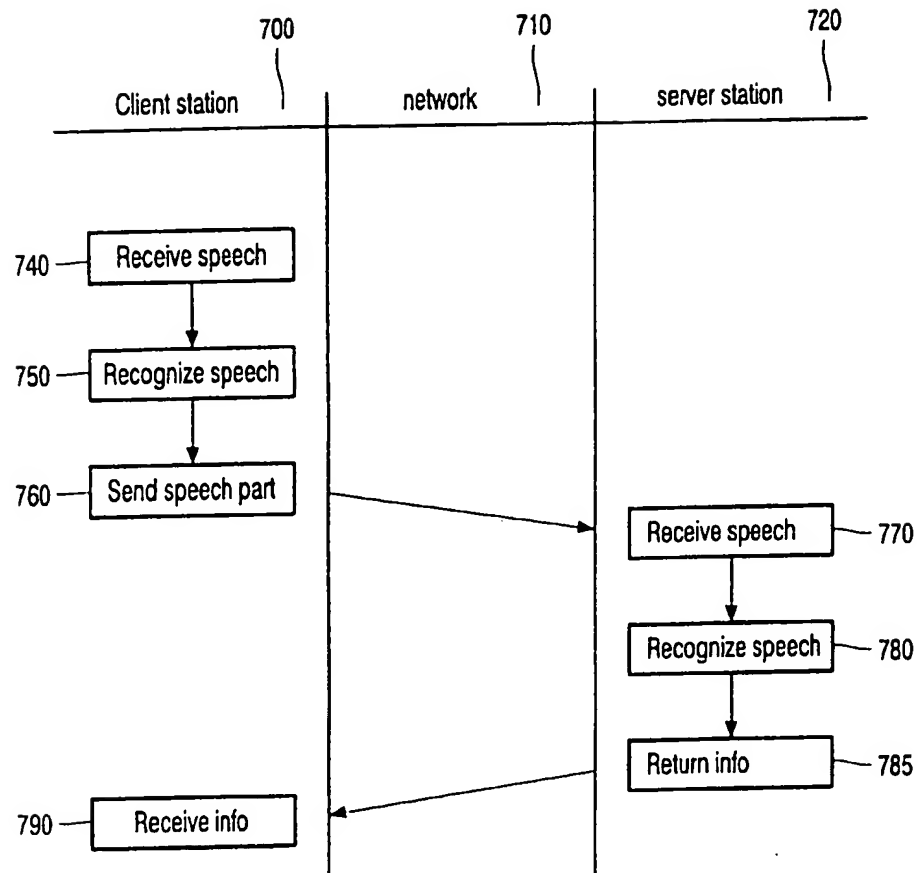 700 710 720
Client station network server station
740 Receive speech
750 Recognize speech
760 Send speech part
Receive speech 770
Recognize speech 780
Return info 785
790 Receive info